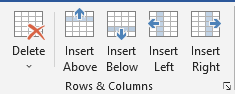 Delete Insert Insert Insert Insert
Above Below Left Right
Rows & Columns